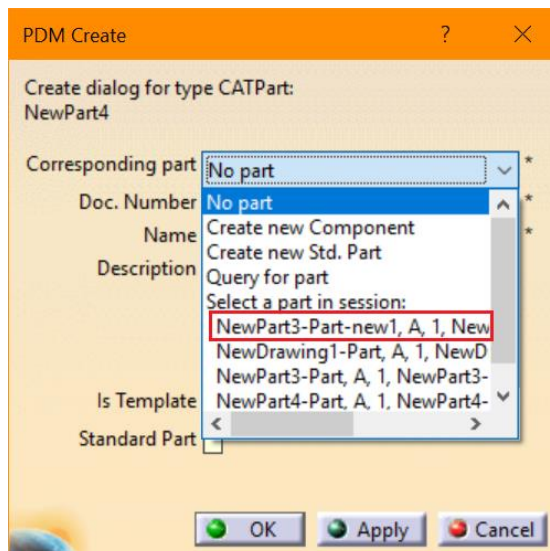 PDM Create ? ×
Create dialog for type CATPart:
NewPart4
Corresponding part No part *
Doc. Number No part *
Name Create new Component *
Create new Std. Part
Description Query for part
Select a part in session:
NewPart3-Part-new1, A, 1, New
NewDrawing1-Part, A, 1, NewD
NewPart3-Part, A, 1, NewPart3-
Is Template NewPart4-Part, A, 1, NewPart4-
Standard Part
OK Apply Cancel